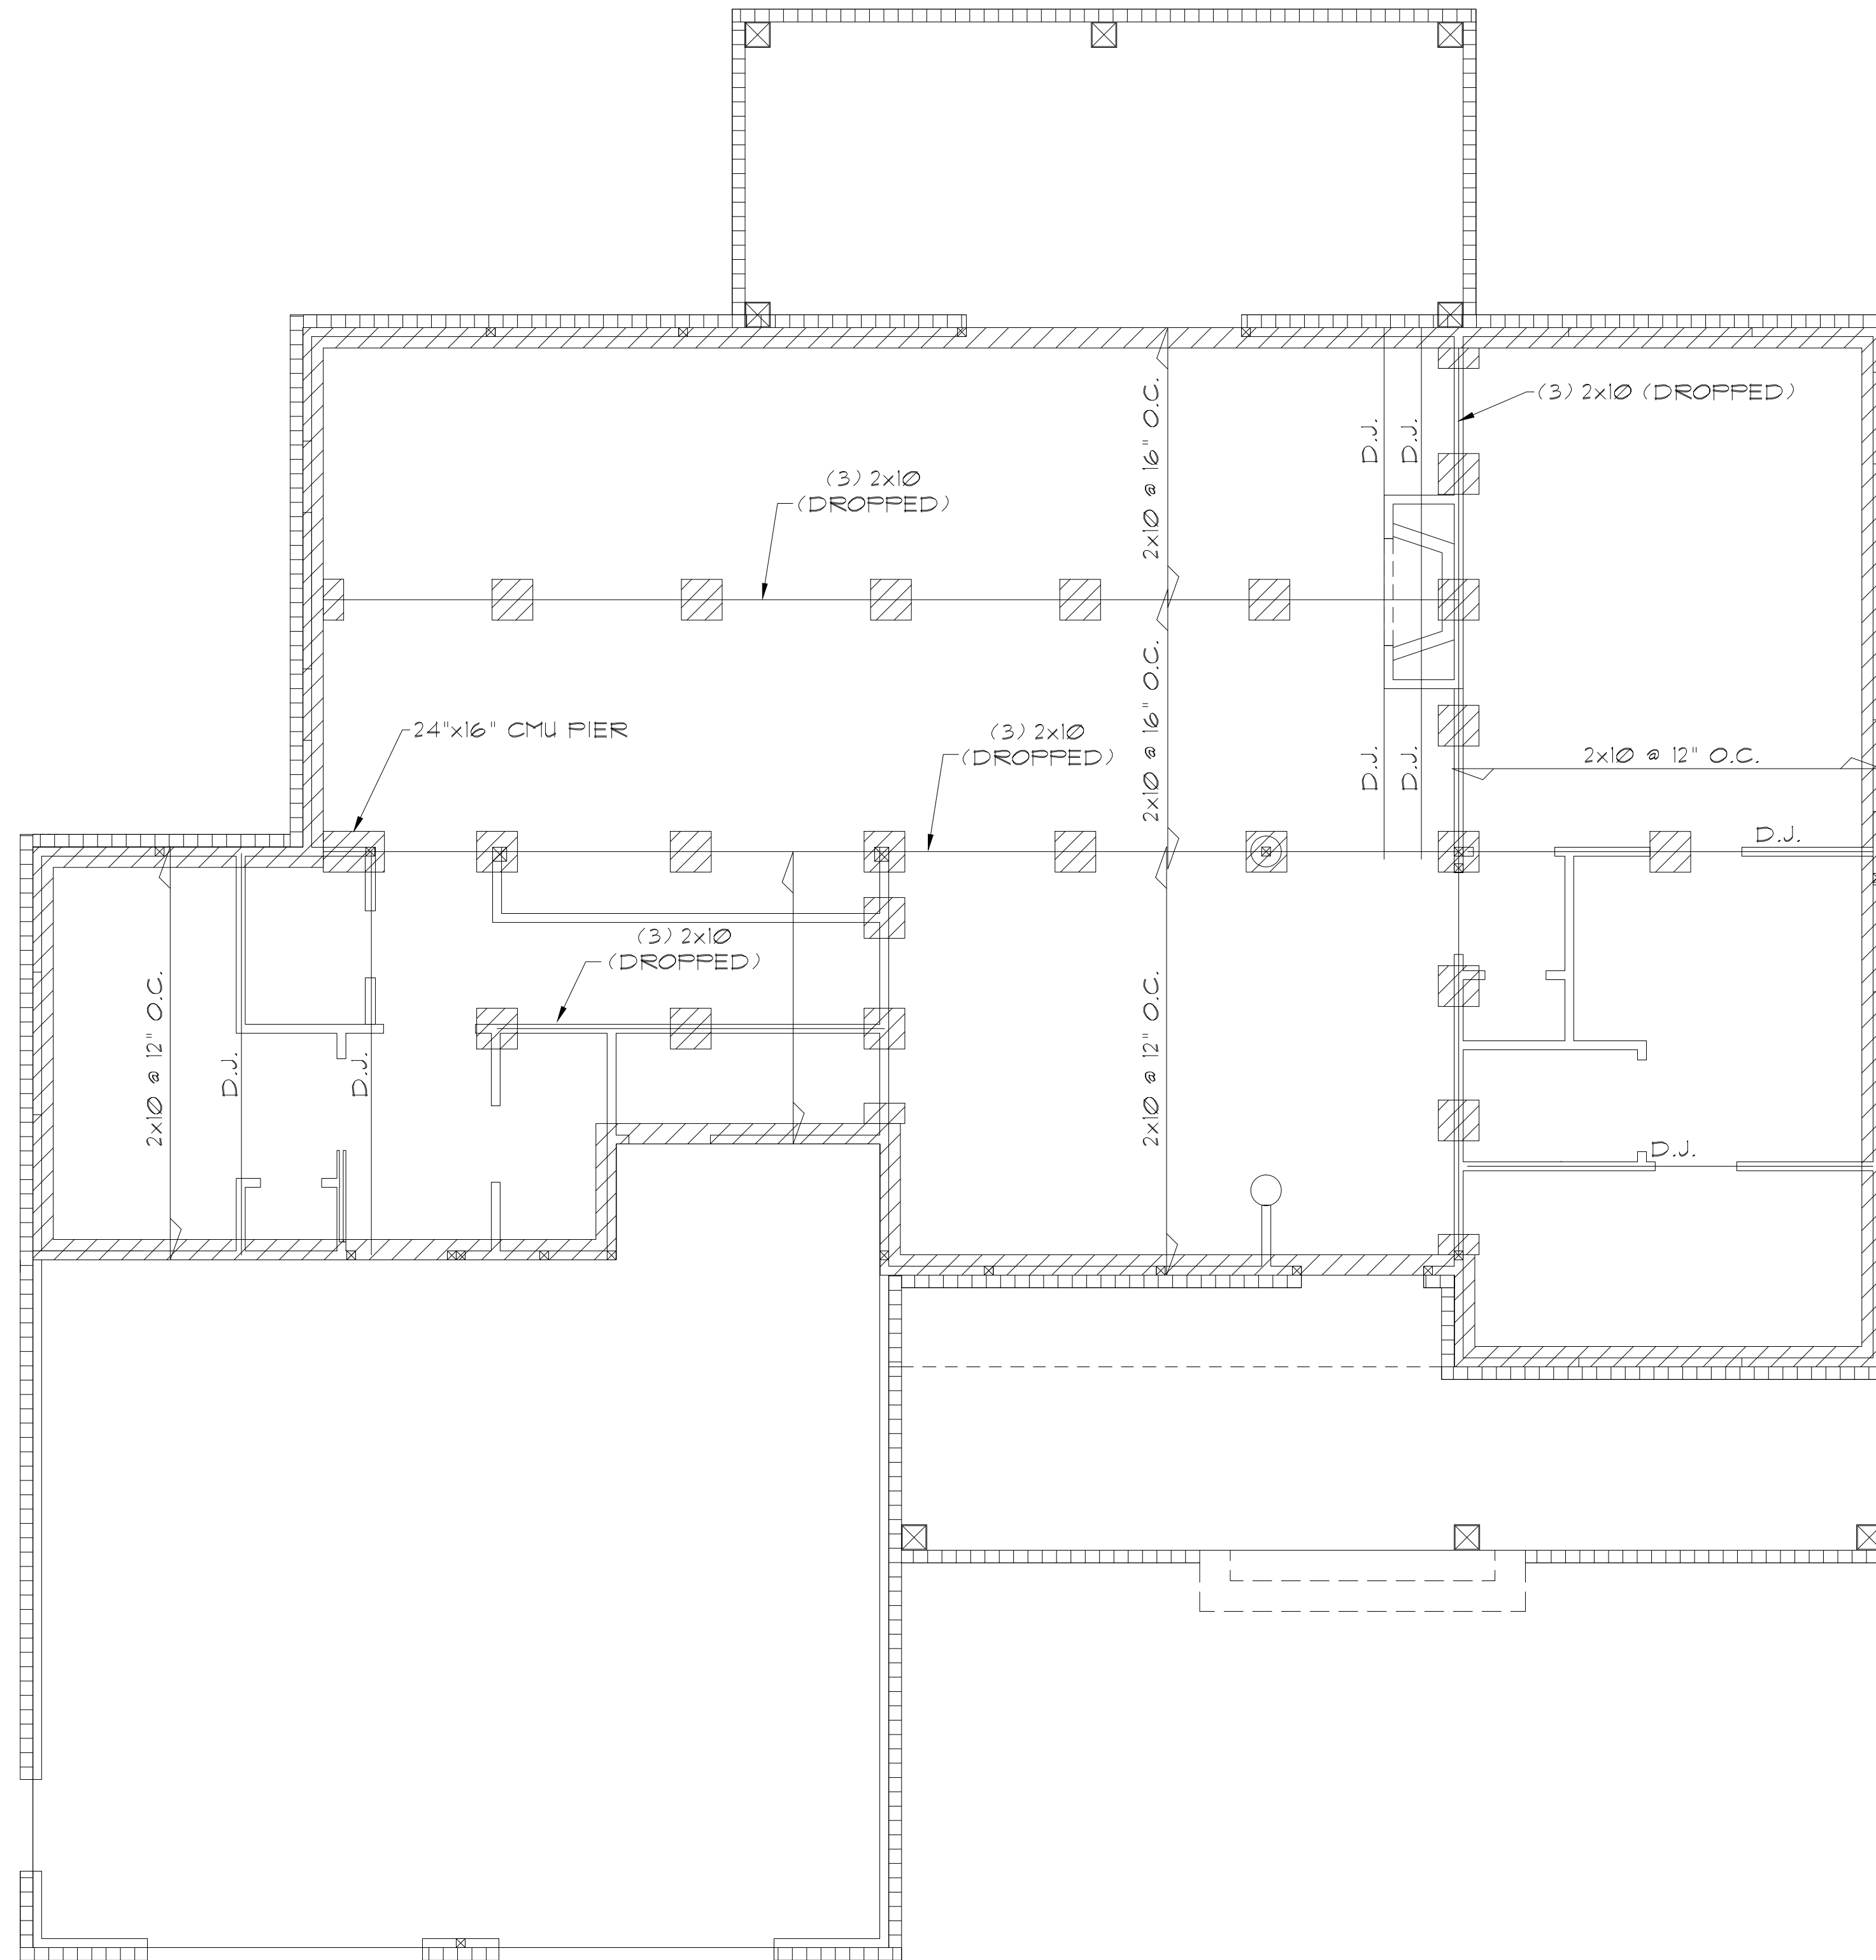 (3) 2x10 (DROPPED)
2x10 @ 16" O.C.
D.J.
D.J.
(3) 2x10
(DROPPED)
2x10 @ 16" O.C.
24"x16" CMU PIER
(3) 2x10
(DROPPED)
D.J.
D.J.
2x10 @ 12" O.C.
D.J.
(3) 2x10
(DROPPED)
2x10 @ 12" O.C.
D.J.
D.J.
2x10 @ 12" O.C.
D.J.